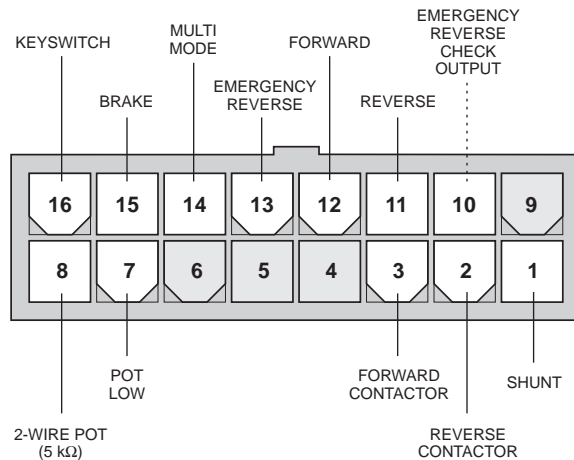 EMERGENCY
REVERSE
CHECK
OUTPUT
MULTI
MODE
KEYSWITCH
FORWARD
EMERGENCY
REVERSE
BRAKE
REVERSE
16 15 14 13 12 11 10 9
8 7 6 5 4 3 2 1
POT
LOW
FORWARD
CONTACTOR
SHUNT
2-WIRE POT
(5 kΩ)
REVERSE
CONTACTOR